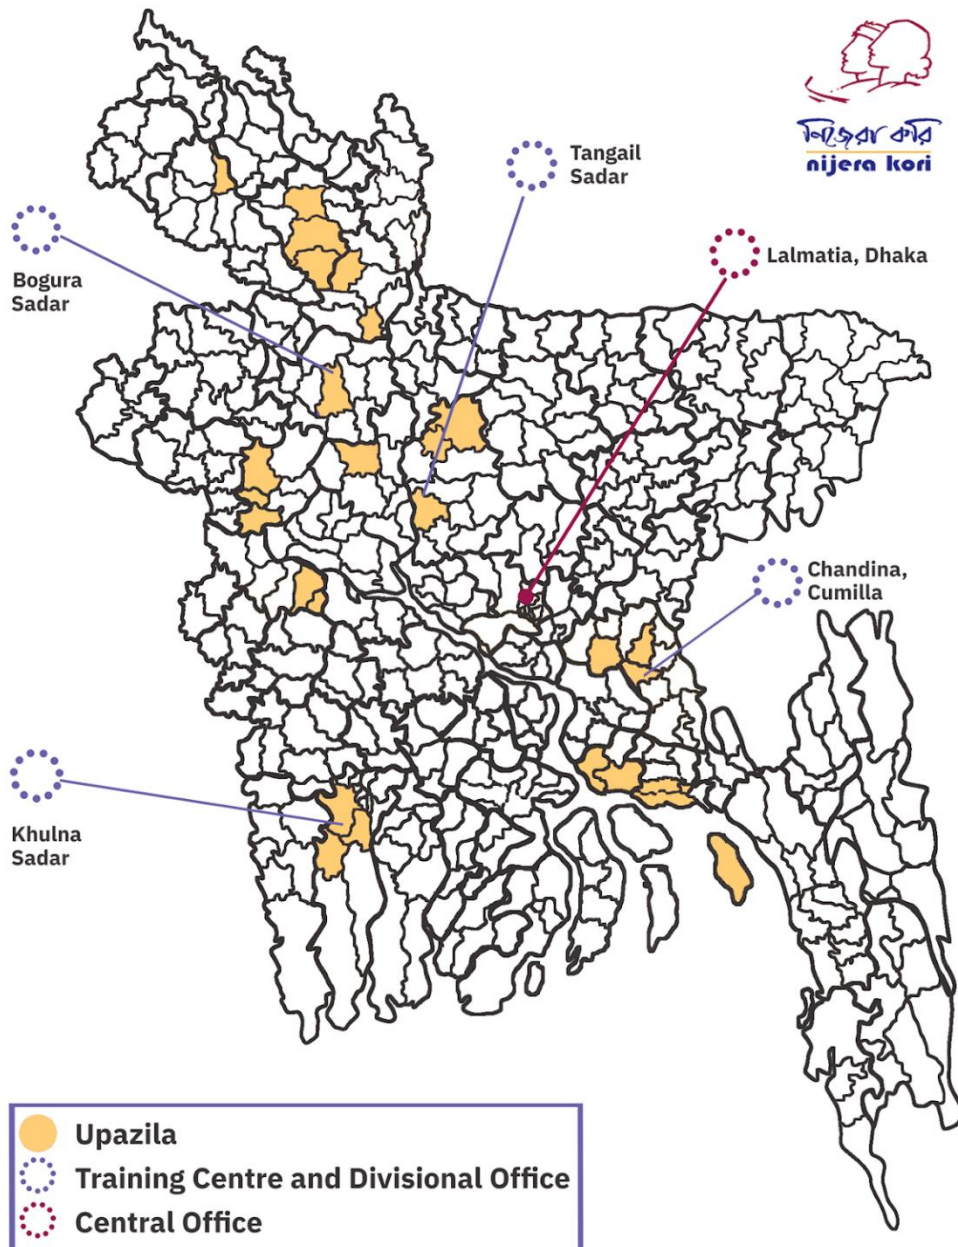 নিজেরা করি
nijera kori
Tangail
Sadar
Lalmatia, Dhaka
Bogura
Sadar
Chandina,
Cumilla
Khulna
Sadar
Upazila
Training Centre and Divisional Office
Central Office